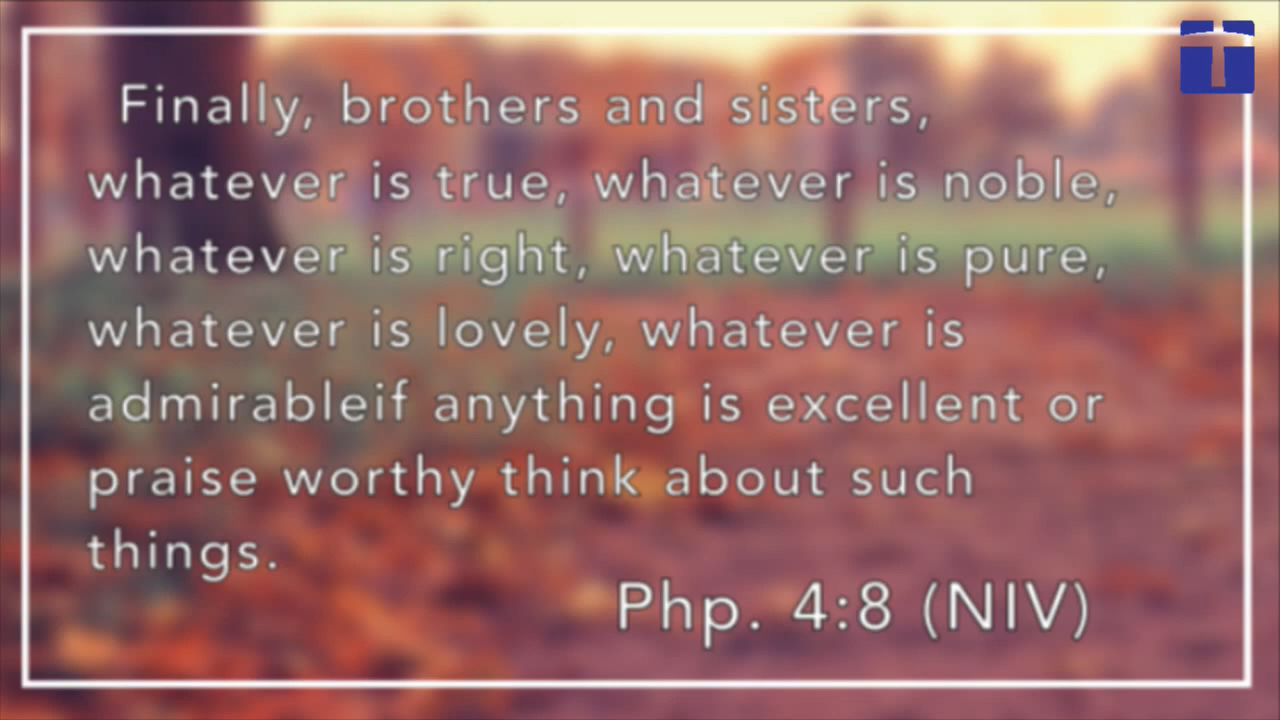 Finally, brothers and sisters,
whatever is true, whatever is noble,
whatever is right, whatever is pure,
whatever is lovely, whatever is
admirableif anything is excellent or
praise worthy think about such
things.
Php. 4:8 (NIV)